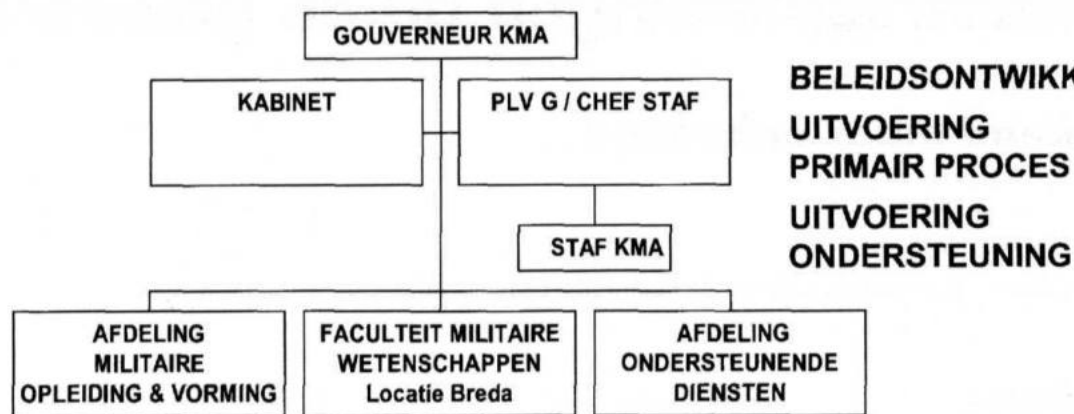 GOUVERNEUR KMA
KABINET
PLV G / CHEF STAF
STAF KMA
AFDELING
MILITAIRE
OPLEIDING & VORMING
FACULTEIT MILITAIRE
WETENSCHAPPEN
Locatie Breda
AFDELING
ONDERSTEUNENDE
DIENSTEN
BELEIDSONTWIKK
UITVOERING
PRIMAIR PROCES
UITVOERING
ONDERSTEUNING